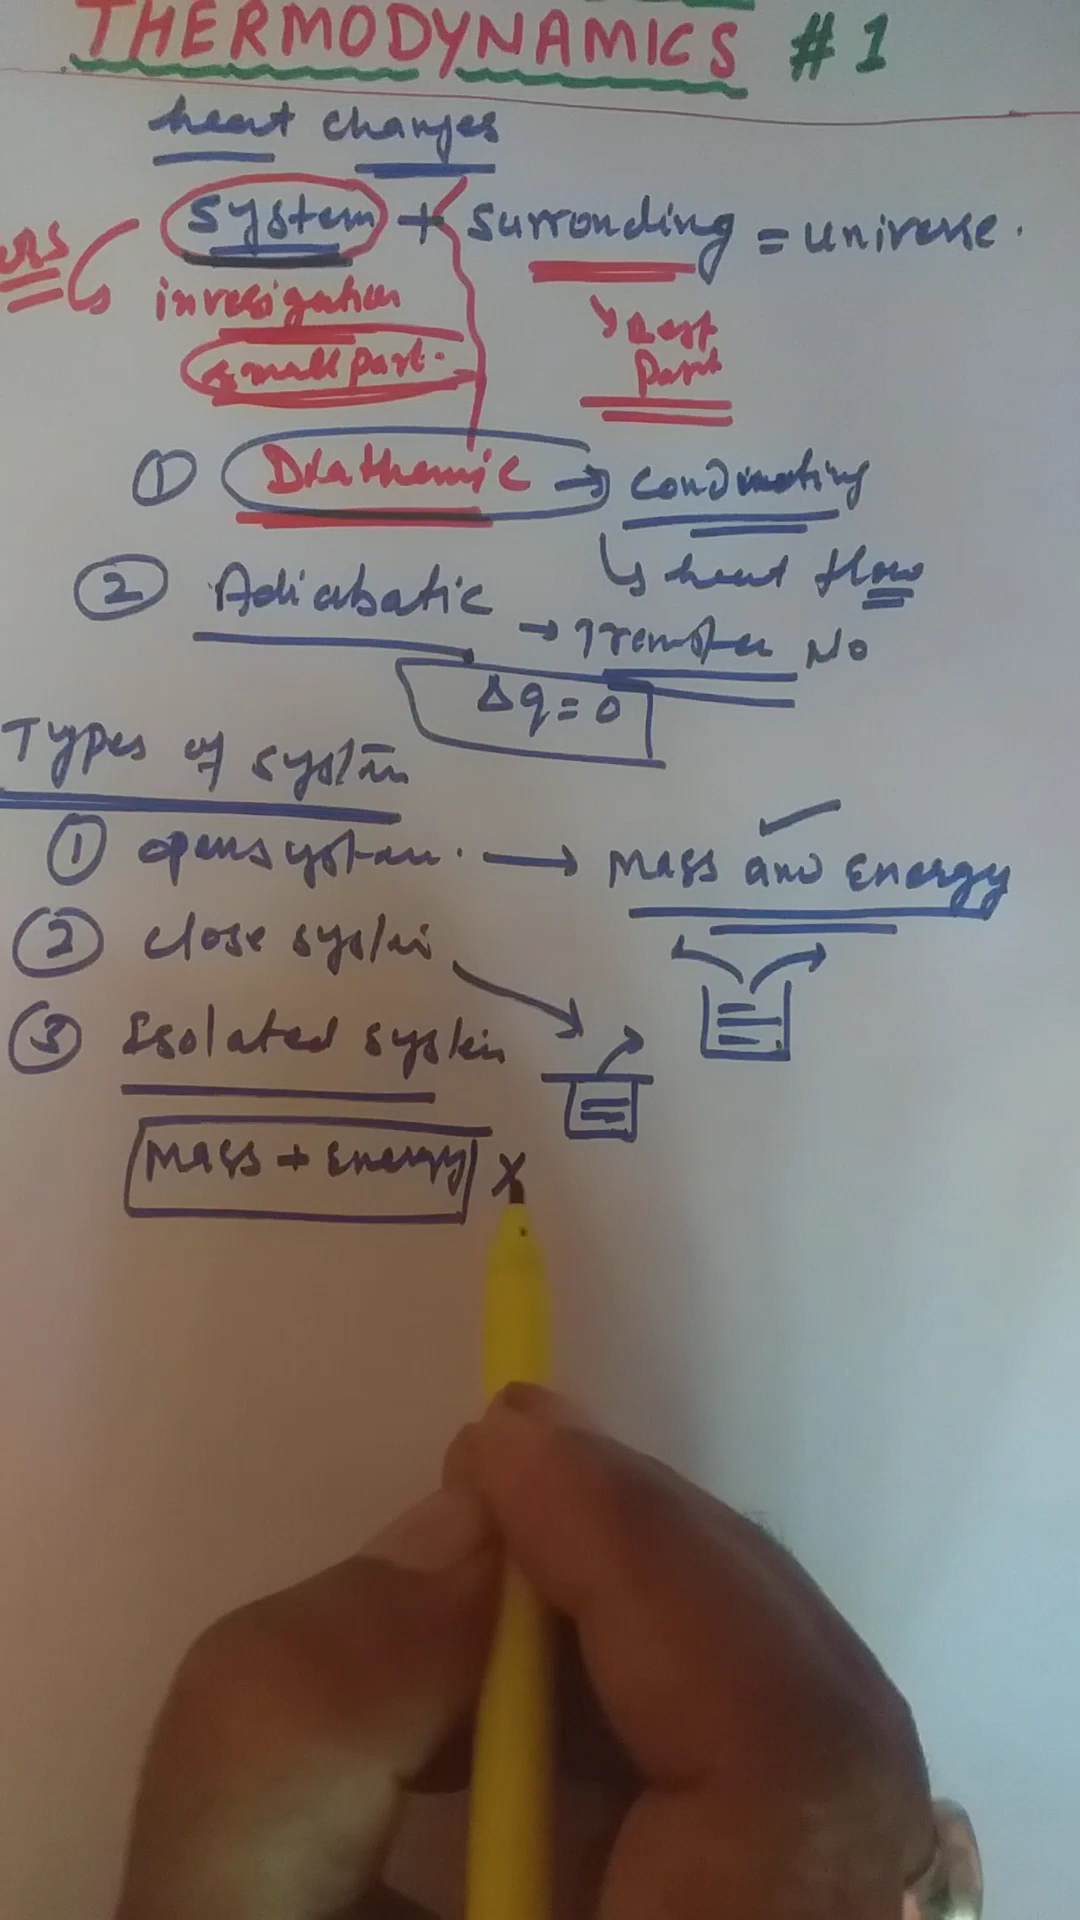 THERMODYNAMICS #1
heat changes
system + surronding = universe.
investigation
small part.
Rest
Part
① Diathermic → conducting
↳ heat flow
② Adiabatic → Transfer No
Δq = 0
Types of system
① open system. → Mass and Energy
② close system
③ Isolated system
Mass + Energy x